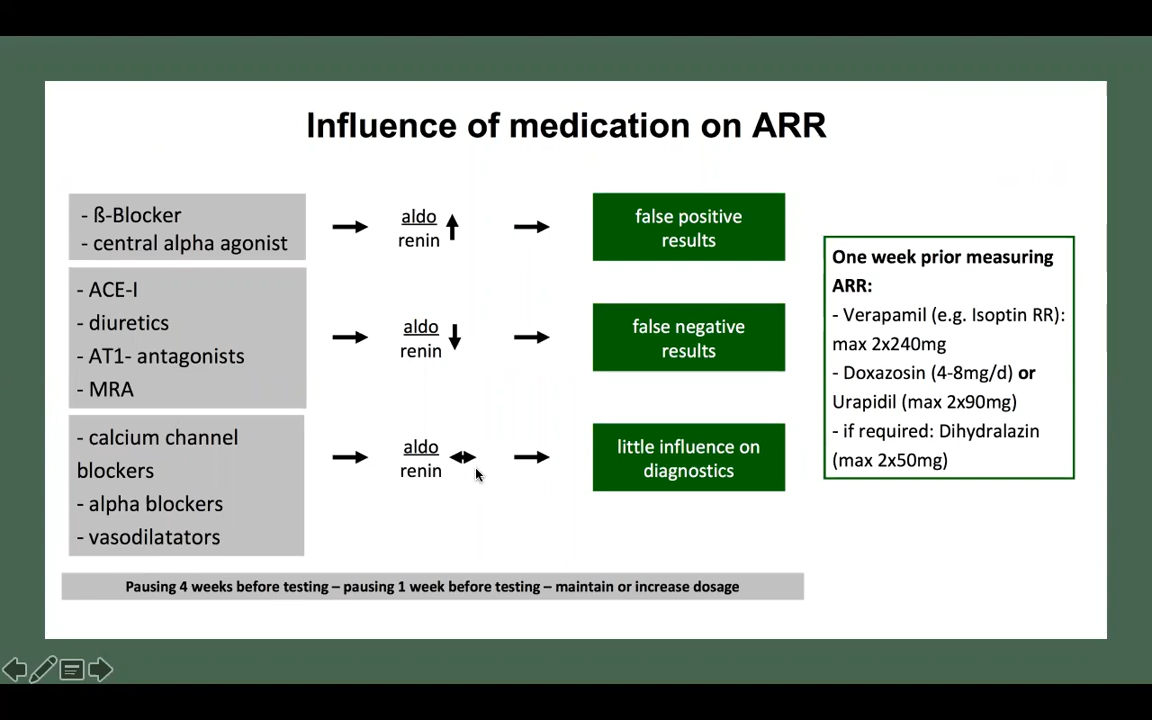 Influence of medication on ARR
- ß-Blocker
- central alpha agonist
aldo
renin
false positive
results
- ACE-I
- diuretics
- AT1- antagonists
- MRA
aldo
renin
false negative
results
- calcium channel
blockers
- alpha blockers
- vasodilatators
aldo
renin
little influence on
diagnostics
One week prior measuring
ARR:
- Verapamil (e.g. Isoptin RR):
max 2x240mg
- Doxazosin (4-8mg/d) or
Urapidil (max 2x90mg)
- if required: Dihydralazin
(max 2x50mg)
Pausing 4 weeks before testing – pausing 1 week before testing – maintain or increase dosage